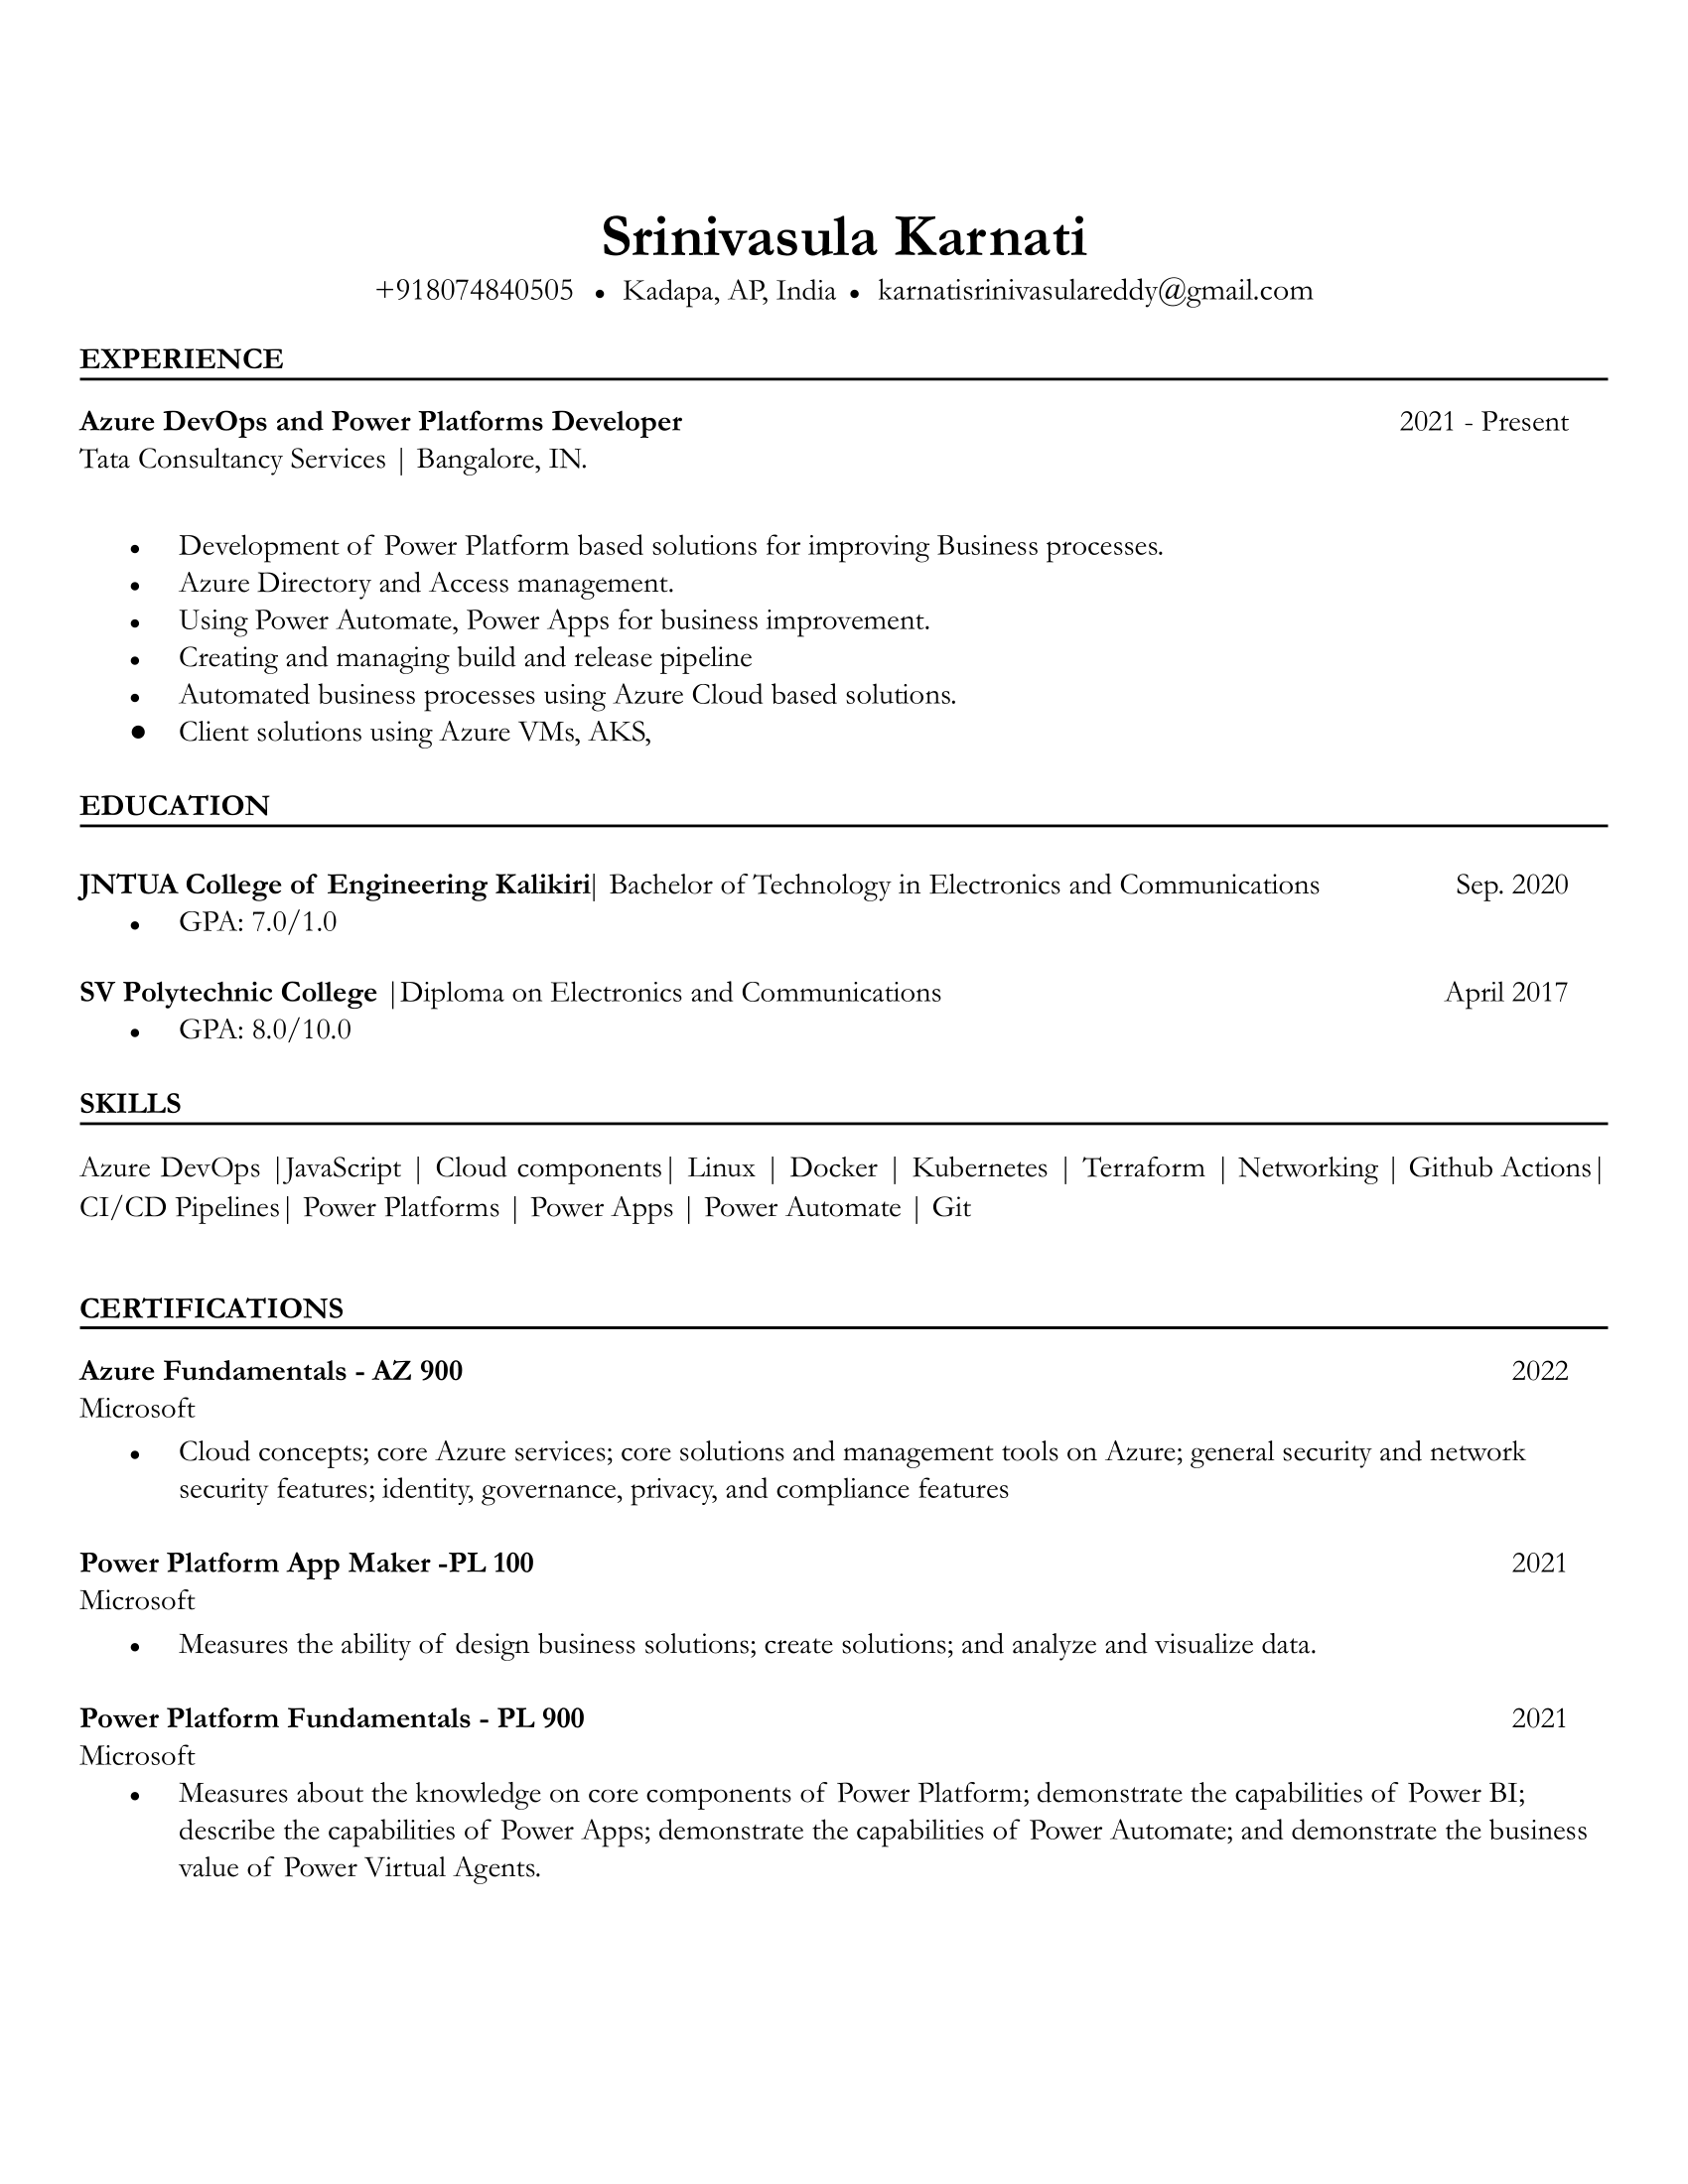 Srinivasula Karnati
+918074840505 ● Kadapa, AP, India ● karnatisrinivasulareddy@gmail.com
EXPERIENCE
Azure DevOps and Power Platforms Developer 2021 - Present
Tata Consultancy Services | Bangalore, IN.
● Development of Power Platform based solutions for improving Business processes.
● Azure Directory and Access management.
● Using Power Automate, Power Apps for business improvement.
● Creating and managing build and release pipeline
● Automated business processes using Azure Cloud based solutions.
● Client solutions using Azure VMs, AKS,
EDUCATION
JNTUA College of Engineering Kalikiri| Bachelor of Technology in Electronics and Communications Sep. 2020
● GPA: 7.0/1.0
SV Polytechnic College |Diploma on Electronics and Communications April 2017
● GPA: 8.0/10.0
SKILLS
Azure DevOps |JavaScript | Cloud components| Linux | Docker | Kubernetes | Terraform | Networking | Github Actions|
CI/CD Pipelines| Power Platforms | Power Apps | Power Automate | Git
CERTIFICATIONS
Azure Fundamentals - AZ 900 2022
Microsoft
● Cloud concepts; core Azure services; core solutions and management tools on Azure; general security and network
security features; identity, governance, privacy, and compliance features
Power Platform App Maker -PL 100 2021
Microsoft
● Measures the ability of design business solutions; create solutions; and analyze and visualize data.
Power Platform Fundamentals - PL 900 2021
Microsoft
● Measures about the knowledge on core components of Power Platform; demonstrate the capabilities of Power BI;
describe the capabilities of Power Apps; demonstrate the capabilities of Power Automate; and demonstrate the business
value of Power Virtual Agents.